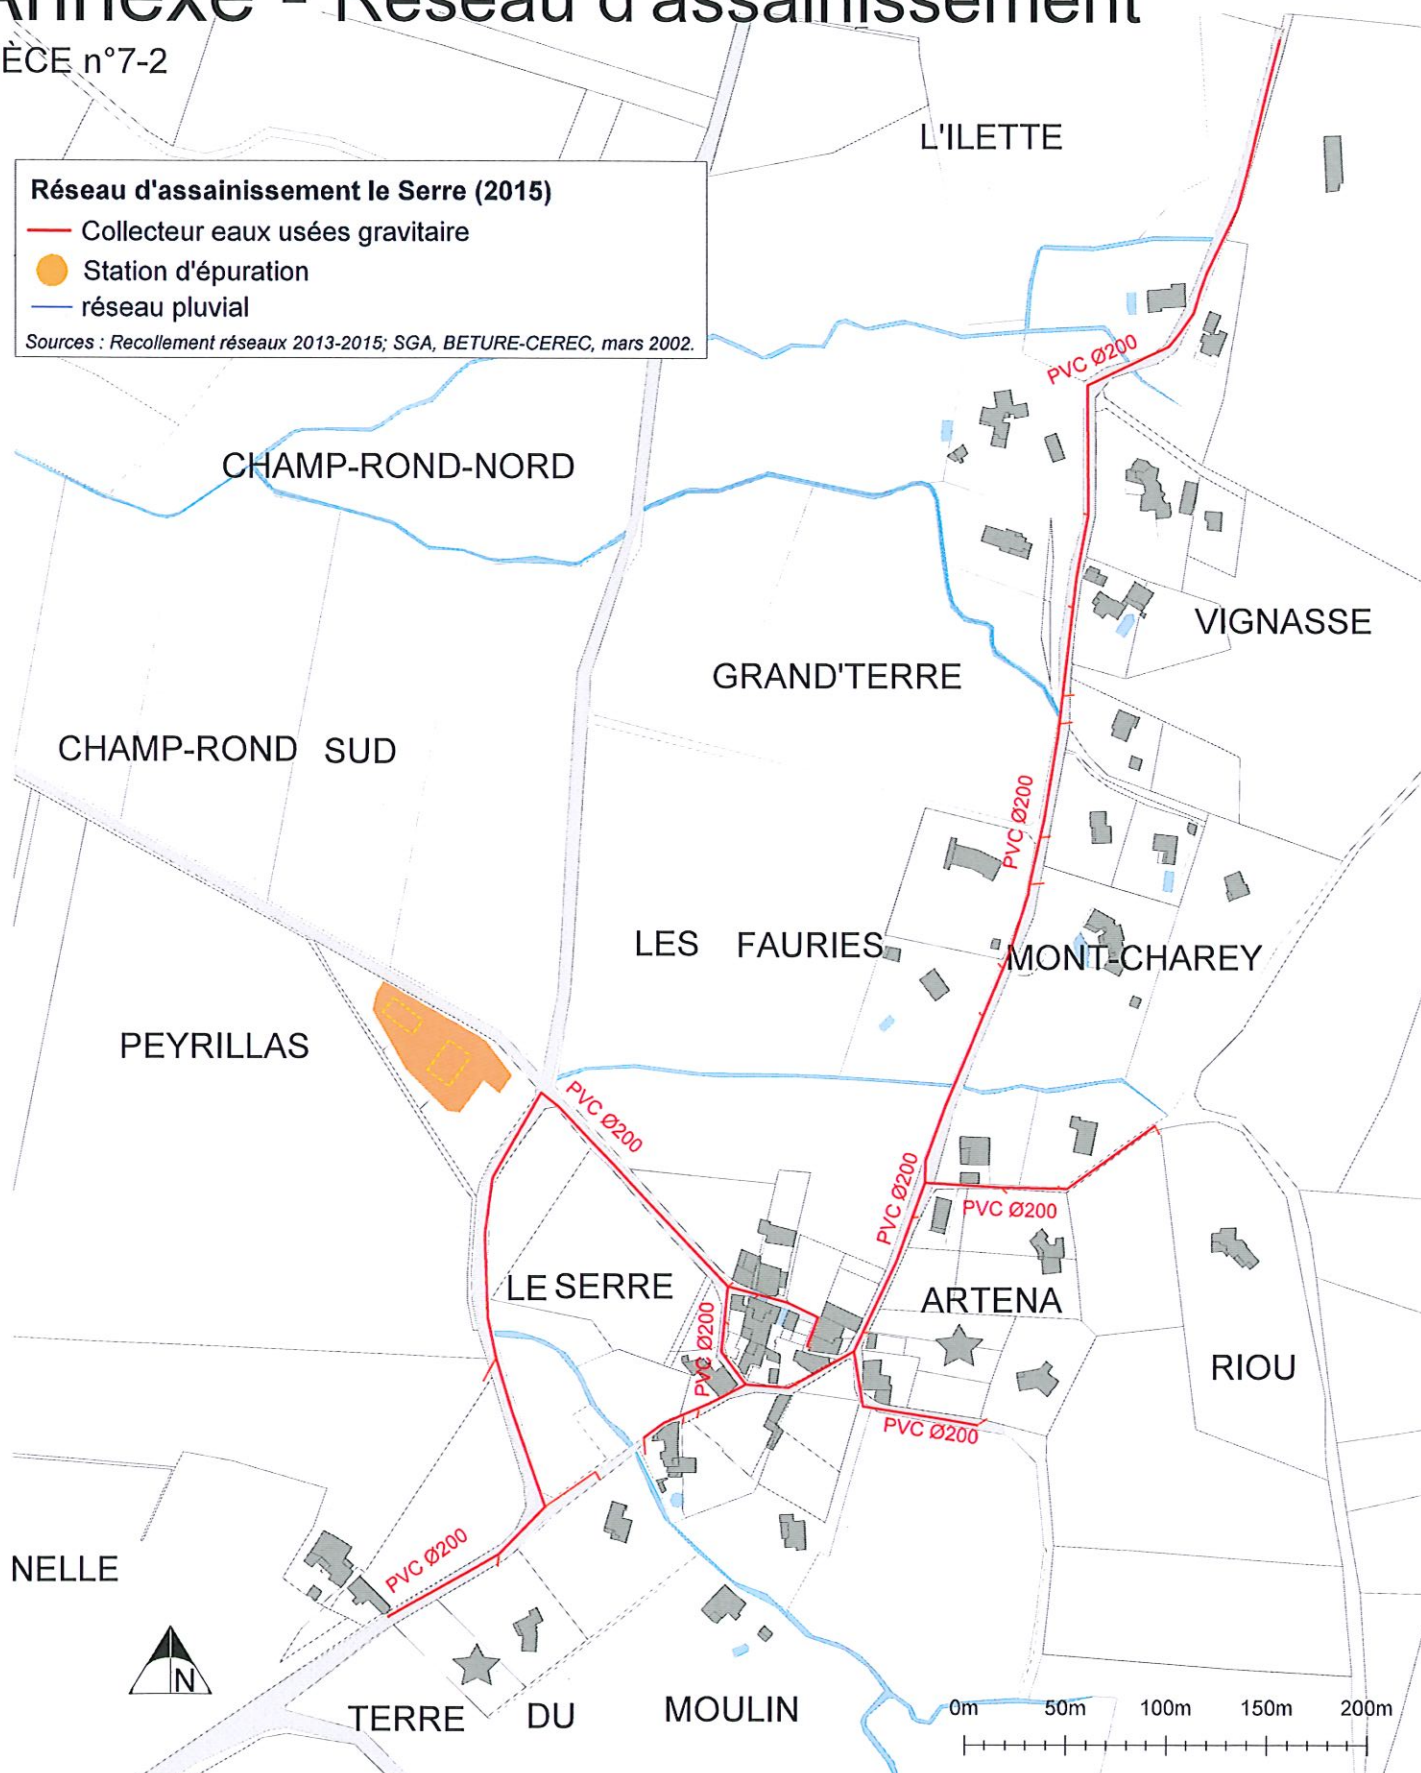 Annexe - Réseau d'assainissement
ÈCE n°7-2
L'ILETTE
Réseau d'assainissement le Serre (2015)
Collecteur eaux usées gravitaire
Station d'épuration
réseau pluvial
Sources : Recollement réseaux 2013-2015; SGA, BETURE-CEREC, mars 2002.
PVC Ø200
CHAMP-ROND-NORD
VIGNASSE
GRAND'TERRE
CHAMP-ROND SUD
PVC Ø200
LES FAURIES
MONT-CHAREY
PEYRILLAS
PVC Ø200
PVC Ø200
PVC Ø200
LE SERRE
ARTENA
PVC Ø200
RIOU
PVC Ø200
PVC Ø200
NELLE
N
TERRE DU MOULIN
0m 50m 100m 150m 200m